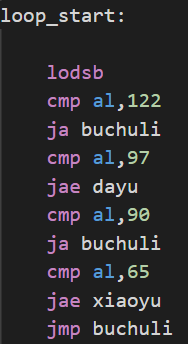 loop_start:
lodsb
cmp al,122
ja buchuli
cmp al,97
jae dayu
cmp al,90
ja buchuli
cmp al,65
jae xiaoyu
jmp buchuli